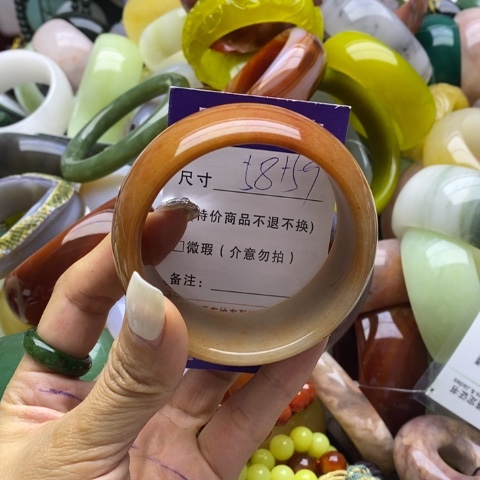 尺寸 58+59
特价商品不退不换)
□微瑕（介意勿拍）
备注：